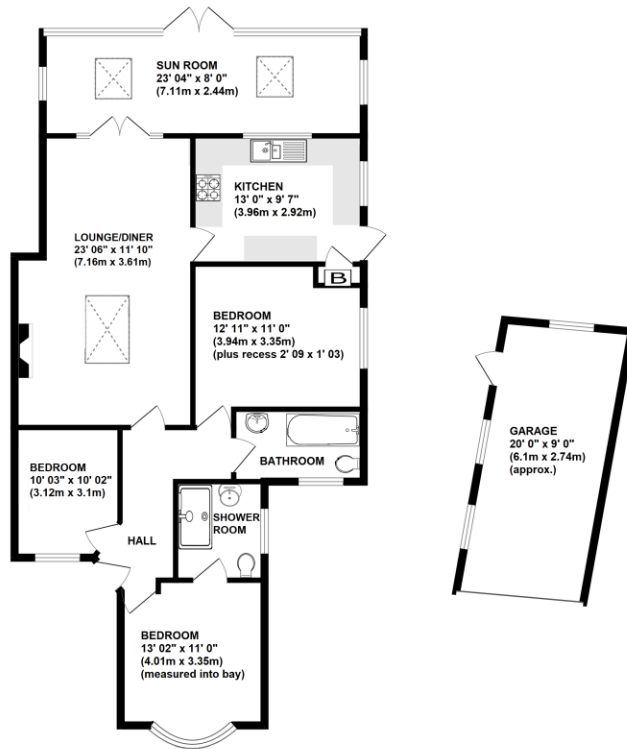 SUN ROOM
23' 04" x 8' 0"
(7.11m x 2.44m)
KITCHEN
13' 0" x 9' 7"
(3.96m x 2.92m)
LOUNGE/DINER
23' 06" x 11' 10"
(7.16m x 3.61m)
B
BEDROOM
12' 11" x 11' 0"
(3.94m x 3.35m)
(plus recess 2' 09 x 1' 03)
GARAGE
20' 0" x 9' 0"
(6.1m x 2.74m)
(approx.)
BATHROOM
BEDROOM
10' 03" x 10' 02"
(3.12m x 3.1m)
SHOWER
ROOM
HALL
BEDROOM
13' 02" x 11' 0"
(4.01m x 3.35m)
(measured into bay)